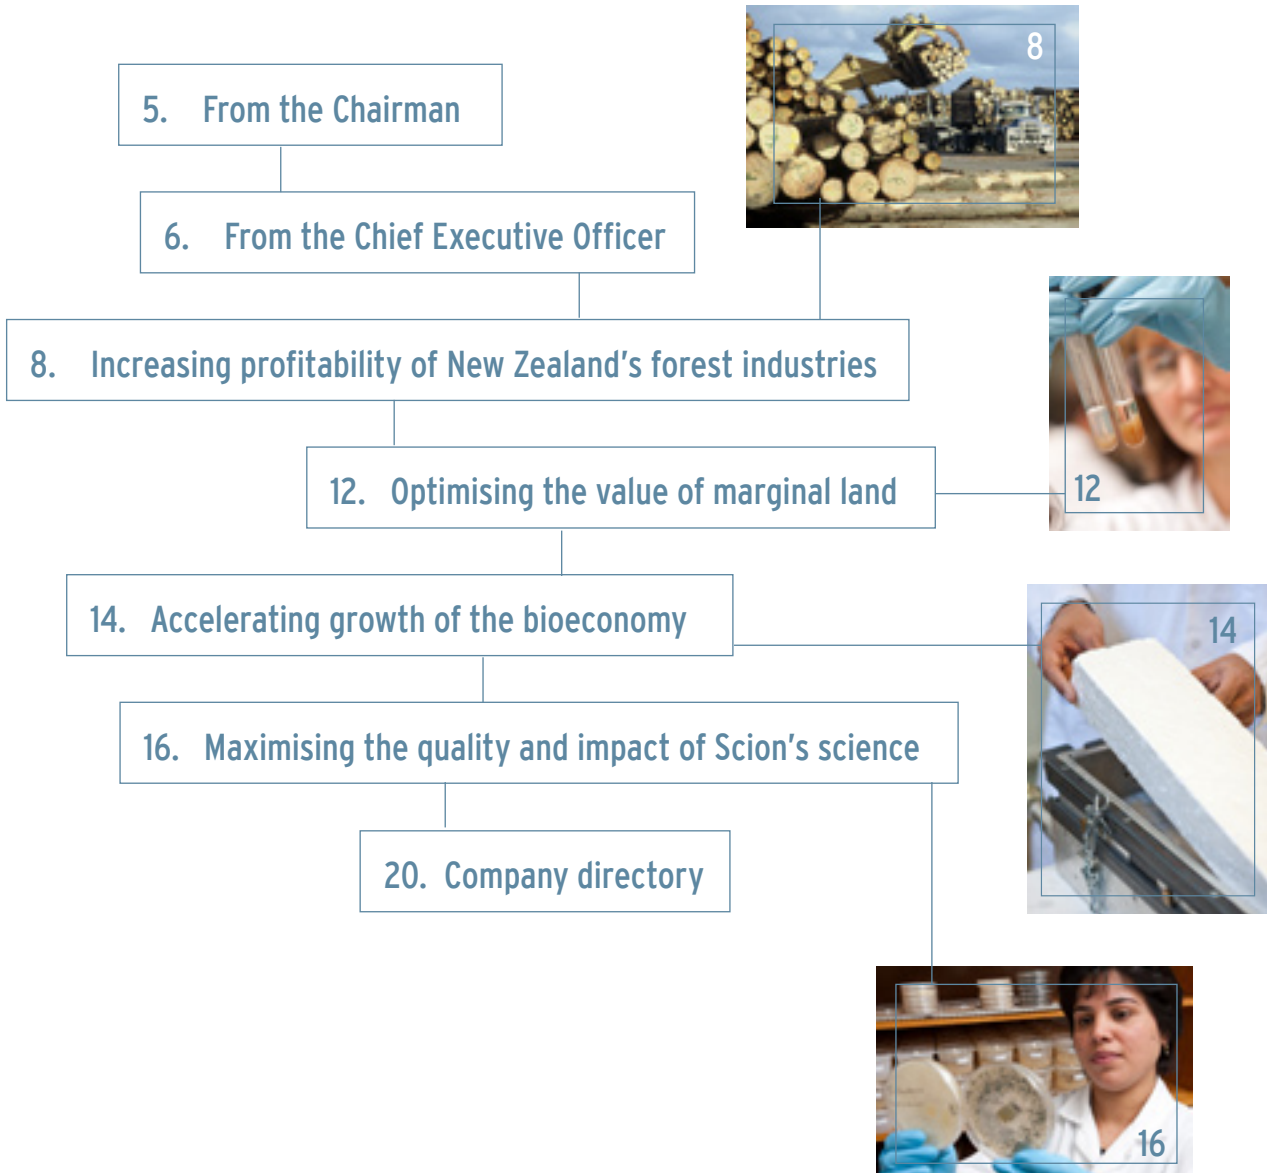 8
5. From the Chairman
6. From the Chief Executive Officer
8. Increasing profitability of New Zealand's forest industries
12. Optimising the value of marginal land
12
14. Accelerating growth of the bioeconomy
14
16. Maximising the quality and impact of Scion's science
20. Company directory
16